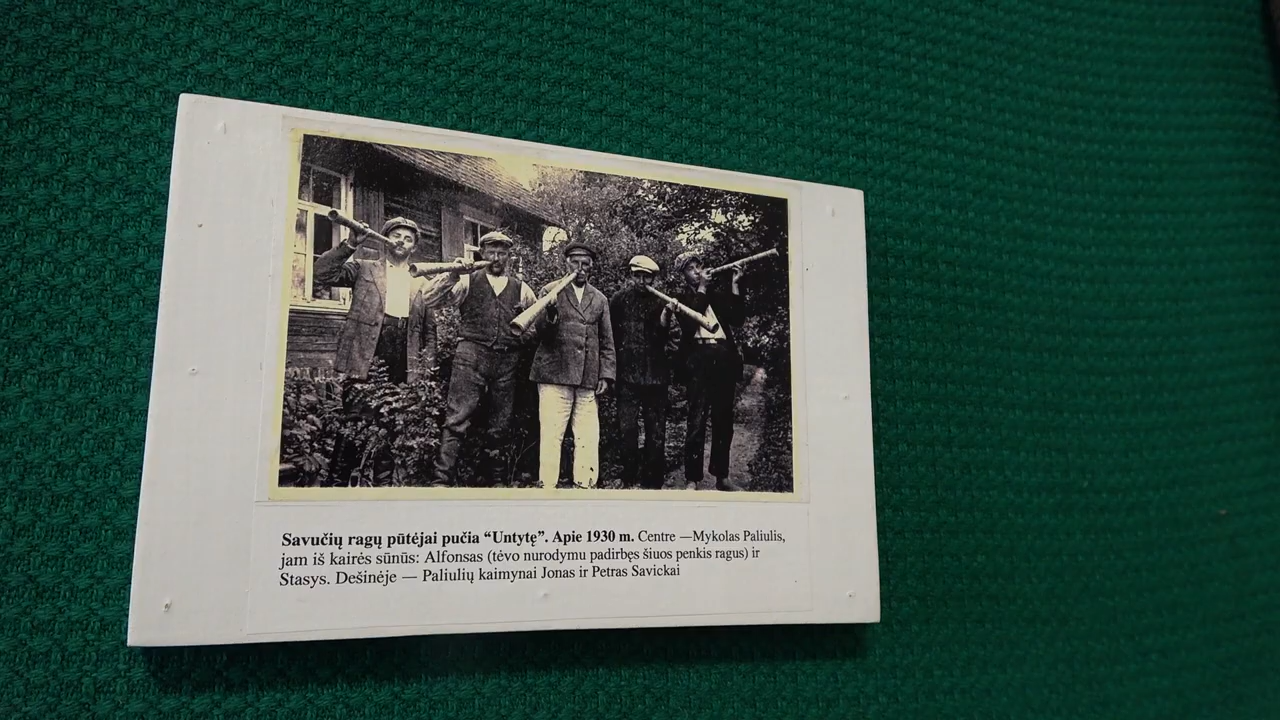 Savučių ragų pūtėjai pučia “Untytę”. Apie 1930 m. Centre —Mykolas Paliulis,
jam iš kairės sūnūs: Alfonsas (tėvo nurodymu padirbęs šiuos penkis ragus) ir
Stasys. Dešinėje — Paliulių kaimynai Jonas ir Petras Savickai